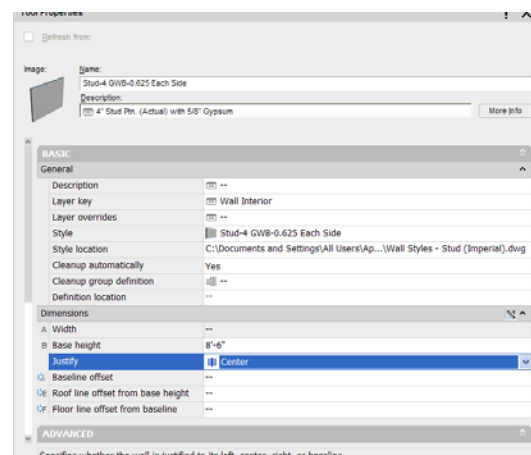 Tool Properties
Refresh from:
Image:
Name:
Stud-4 GWB-0.625 Each Side
Description:
4" Stud Ptn. (Actual) with 5/8" Gypsum
More Info
BASIC
General
Description --
Layer key Wall Interior
Layer overrides --
Style Stud-4 GWB-0.625 Each Side
Style location C:\Documents and Settings\All Users\Ap...\Wall Styles - Stud (Imperial).dwg
Cleanup automatically Yes
Cleanup group definition --
Definition location --
Dimensions
A Width --
B Base height 8'-6"
Justify Center
Baseline offset --
E Roof line offset from base height --
F Floor line offset from baseline --
ADVANCED
Specifies whether the wall is justified to its left, center, right, or baseline